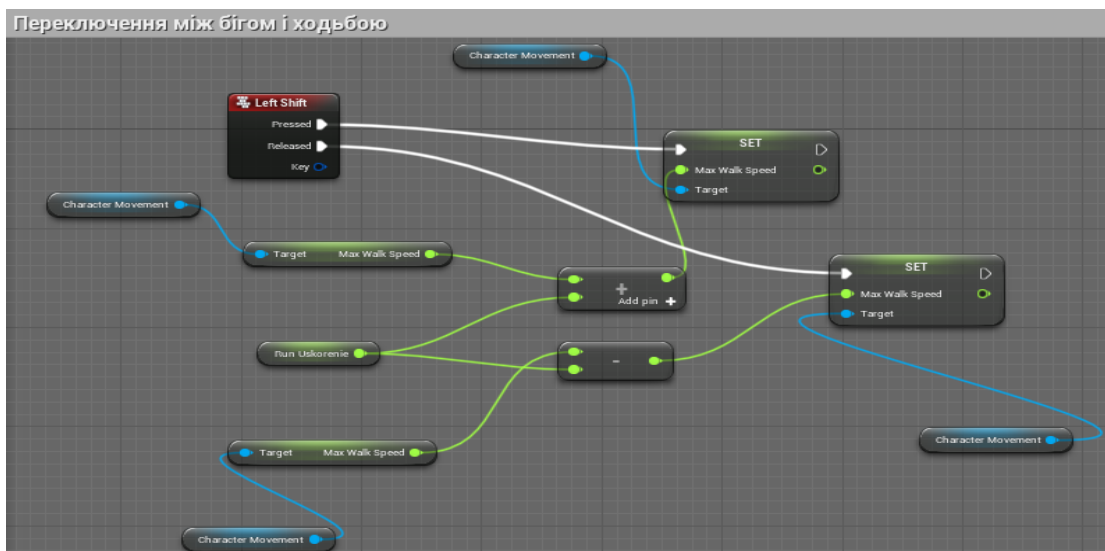 Переключення між бігом і ходьбою
Character Movement
Left Shift
Pressed
Released
Key
SET
Max Walk Speed
Target
Character Movement
Target Max Walk Speed
+
Add pin +
SET
Max Walk Speed
Target
Run Uskorenie
-
Target Max Walk Speed
Character Movement
Character Movement